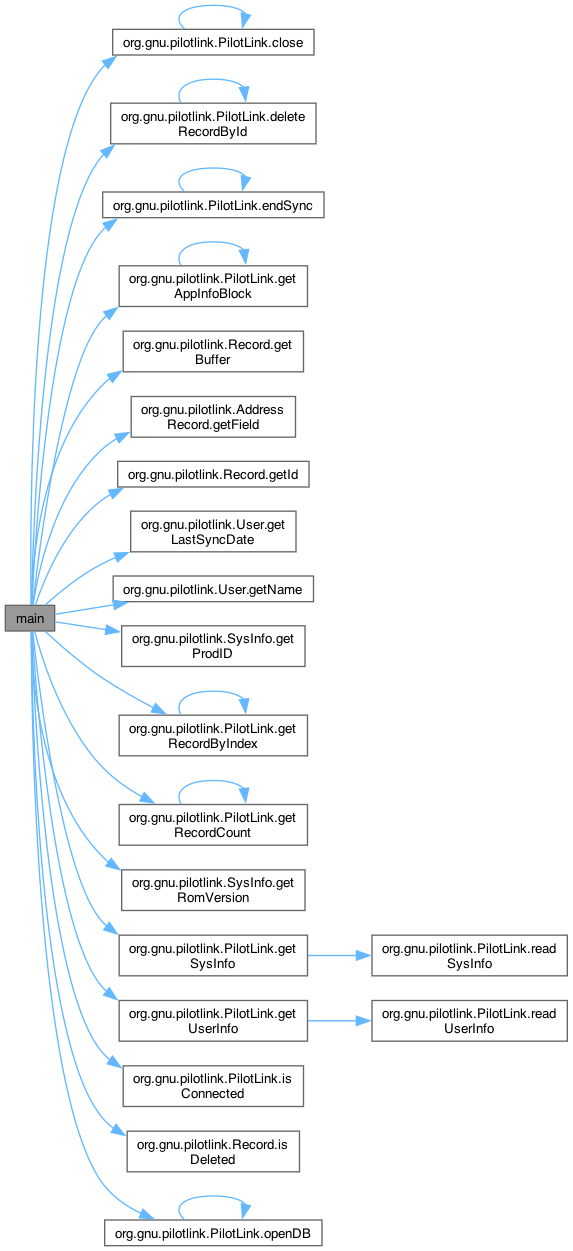 org.gnu.pilotlink.PilotLink.close
org.gnu.pilotlink.PilotLink.delete
RecordById
org.gnu.pilotlink.PilotLink.endSync
org.gnu.pilotlink.PilotLink.get
AppInfoBlock
org.gnu.pilotlink.Record.get
Buffer
org.gnu.pilotlink.Address
Record.getField
org.gnu.pilotlink.Record.getId
org.gnu.pilotlink.User.get
LastSyncDate
org.gnu.pilotlink.User.getName
main
org.gnu.pilotlink.SysInfo.get
ProdID
org.gnu.pilotlink.PilotLink.get
RecordByIndex
org.gnu.pilotlink.PilotLink.get
RecordCount
org.gnu.pilotlink.SysInfo.get
RomVersion
org.gnu.pilotlink.PilotLink.get
SysInfo
org.gnu.pilotlink.PilotLink.read
SysInfo
org.gnu.pilotlink.PilotLink.get
UserInfo
org.gnu.pilotlink.PilotLink.read
UserInfo
org.gnu.pilotlink.PilotLink.is
Connected
org.gnu.pilotlink.Record.is
Deleted
org.gnu.pilotlink.PilotLink.openDB